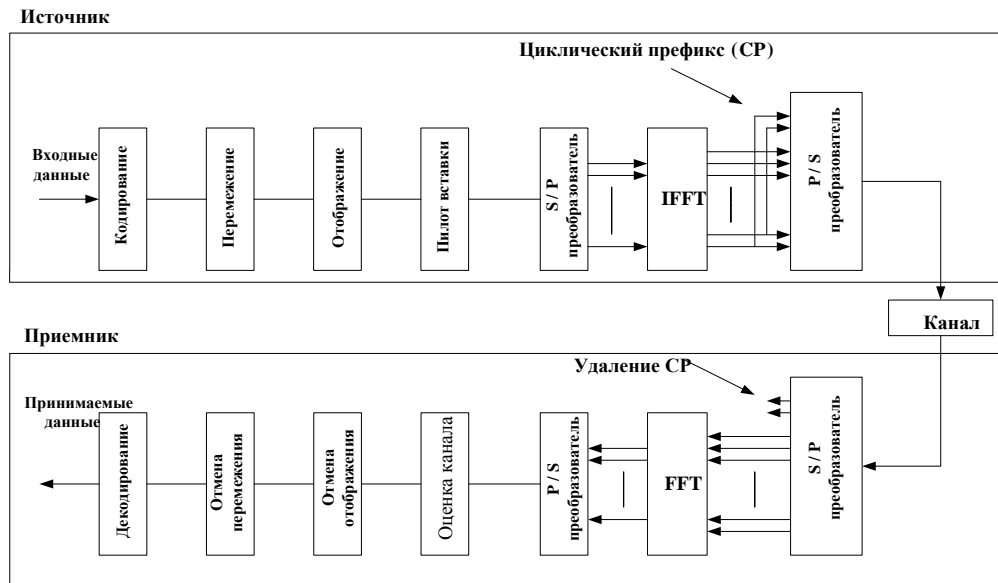 Источник
Циклический префикс (CP)
Входные
данные
Кодирование
Перемежение
Отображение
Пилот вставки
S / P
преобразователь
IFFT
P / S
преобразователь
Канал
Приемник
Удаление CP
Принимаемые
данные
Декодирование
Отмена
перемежения
Отмена
отображения
Оценка канала
P / S
преобразователь
FFT
S / P
преобразователь